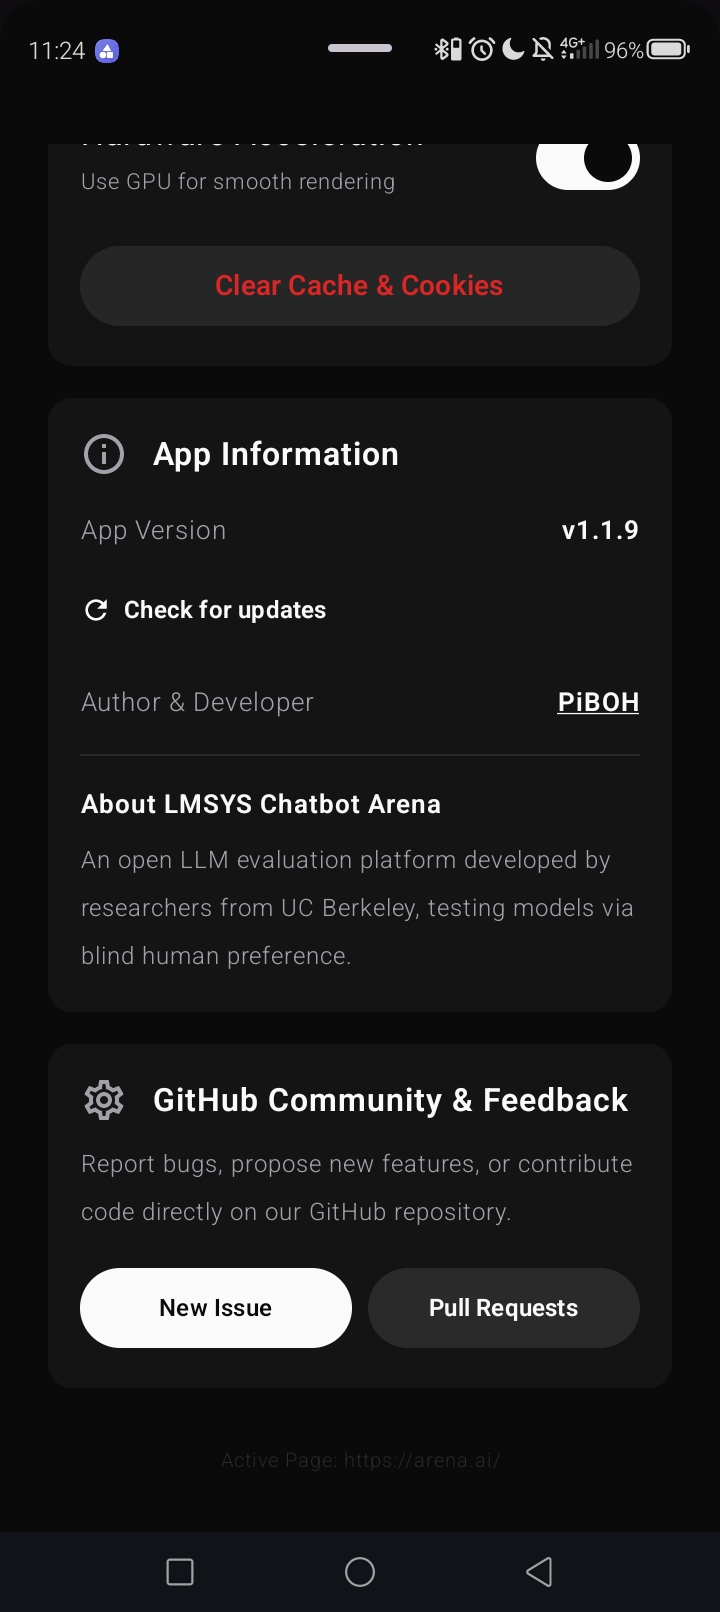 11:24
4G+
96%
Hardware Acceleration
Use GPU for smooth rendering
Clear Cache & Cookies
App Information
App Version
v1.1.9
Check for updates
Author & Developer
PiBOH
About LMSYS Chatbot Arena
An open LLM evaluation platform developed by
researchers from UC Berkeley, testing models via
blind human preference.
GitHub Community & Feedback
Report bugs, propose new features, or contribute
code directly on our GitHub repository.
New Issue
Pull Requests
Active Page: https://arena.ai/